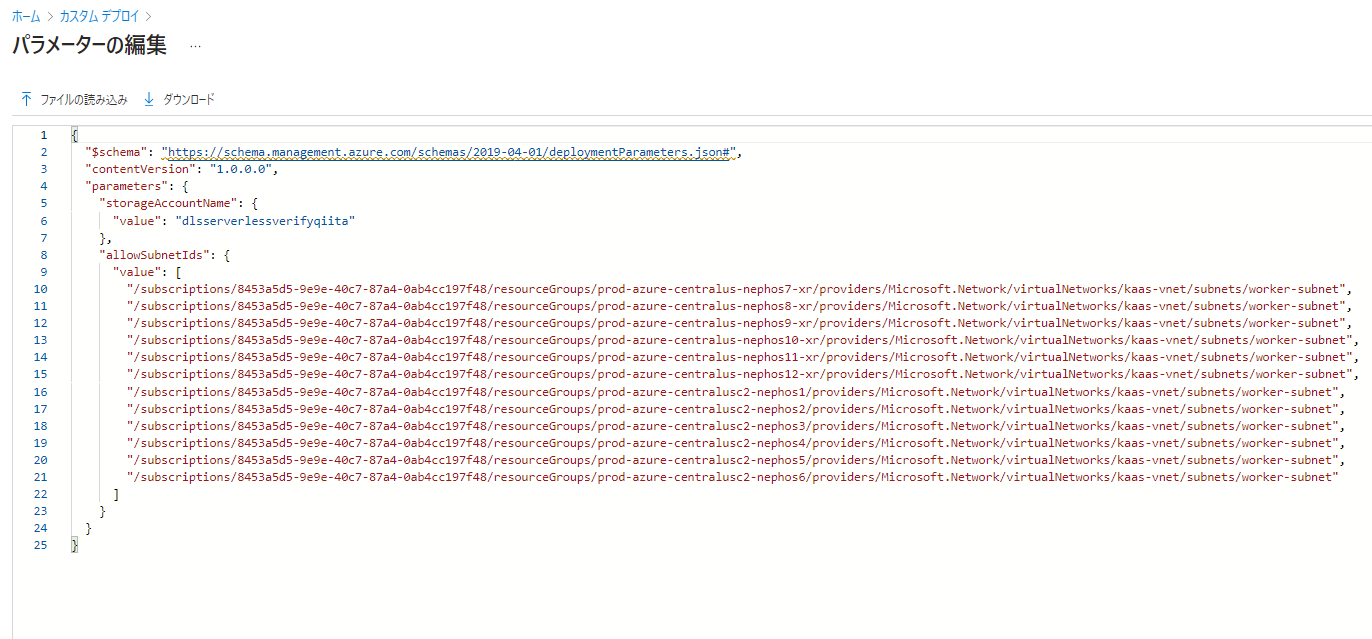 ホーム > カスタム デプロイ >
パラメーターの編集 ...
ファイルの読み込み ダウンロード
1 {
2 "$schema": "https://schema.management.azure.com/schemas/2019-04-01/deploymentParameters.json#",
3 "contentVersion": "1.0.0.0",
4 "parameters": {
5 "storageAccountName": {
6 "value": "dlsserverlessverifyqiita"
7 },
8 "allowSubnetIds": {
9 "value": [
10 "/subscriptions/8453a5d5-9e9e-40c7-87a4-0ab4cc197f48/resourceGroups/prod-azure-centralus-nephos7-xr/providers/Microsoft.Network/virtualNetworks/kaas-vnet/subnets/worker-subnet",
11 "/subscriptions/8453a5d5-9e9e-40c7-87a4-0ab4cc197f48/resourceGroups/prod-azure-centralus-nephos8-xr/providers/Microsoft.Network/virtualNetworks/kaas-vnet/subnets/worker-subnet",
12 "/subscriptions/8453a5d5-9e9e-40c7-87a4-0ab4cc197f48/resourceGroups/prod-azure-centralus-nephos9-xr/providers/Microsoft.Network/virtualNetworks/kaas-vnet/subnets/worker-subnet",
13 "/subscriptions/8453a5d5-9e9e-40c7-87a4-0ab4cc197f48/resourceGroups/prod-azure-centralus-nephos10-xr/providers/Microsoft.Network/virtualNetworks/kaas-vnet/subnets/worker-subnet",
14 "/subscriptions/8453a5d5-9e9e-40c7-87a4-0ab4cc197f48/resourceGroups/prod-azure-centralus-nephos11-xr/providers/Microsoft.Network/virtualNetworks/kaas-vnet/subnets/worker-subnet",
15 "/subscriptions/8453a5d5-9e9e-40c7-87a4-0ab4cc197f48/resourceGroups/prod-azure-centralus-nephos12-xr/providers/Microsoft.Network/virtualNetworks/kaas-vnet/subnets/worker-subnet",
16 "/subscriptions/8453a5d5-9e9e-40c7-87a4-0ab4cc197f48/resourceGroups/prod-azure-centralusc2-nephos1/providers/Microsoft.Network/virtualNetworks/kaas-vnet/subnets/worker-subnet",
17 "/subscriptions/8453a5d5-9e9e-40c7-87a4-0ab4cc197f48/resourceGroups/prod-azure-centralusc2-nephos2/providers/Microsoft.Network/virtualNetworks/kaas-vnet/subnets/worker-subnet",
18 "/subscriptions/8453a5d5-9e9e-40c7-87a4-0ab4cc197f48/resourceGroups/prod-azure-centralusc2-nephos3/providers/Microsoft.Network/virtualNetworks/kaas-vnet/subnets/worker-subnet",
19 "/subscriptions/8453a5d5-9e9e-40c7-87a4-0ab4cc197f48/resourceGroups/prod-azure-centralusc2-nephos4/providers/Microsoft.Network/virtualNetworks/kaas-vnet/subnets/worker-subnet",
20 "/subscriptions/8453a5d5-9e9e-40c7-87a4-0ab4cc197f48/resourceGroups/prod-azure-centralusc2-nephos5/providers/Microsoft.Network/virtualNetworks/kaas-vnet/subnets/worker-subnet",
21 "/subscriptions/8453a5d5-9e9e-40c7-87a4-0ab4cc197f48/resourceGroups/prod-azure-centralusc2-nephos6/providers/Microsoft.Network/virtualNetworks/kaas-vnet/subnets/worker-subnet"
22 ]
23 }
24 }
25 }